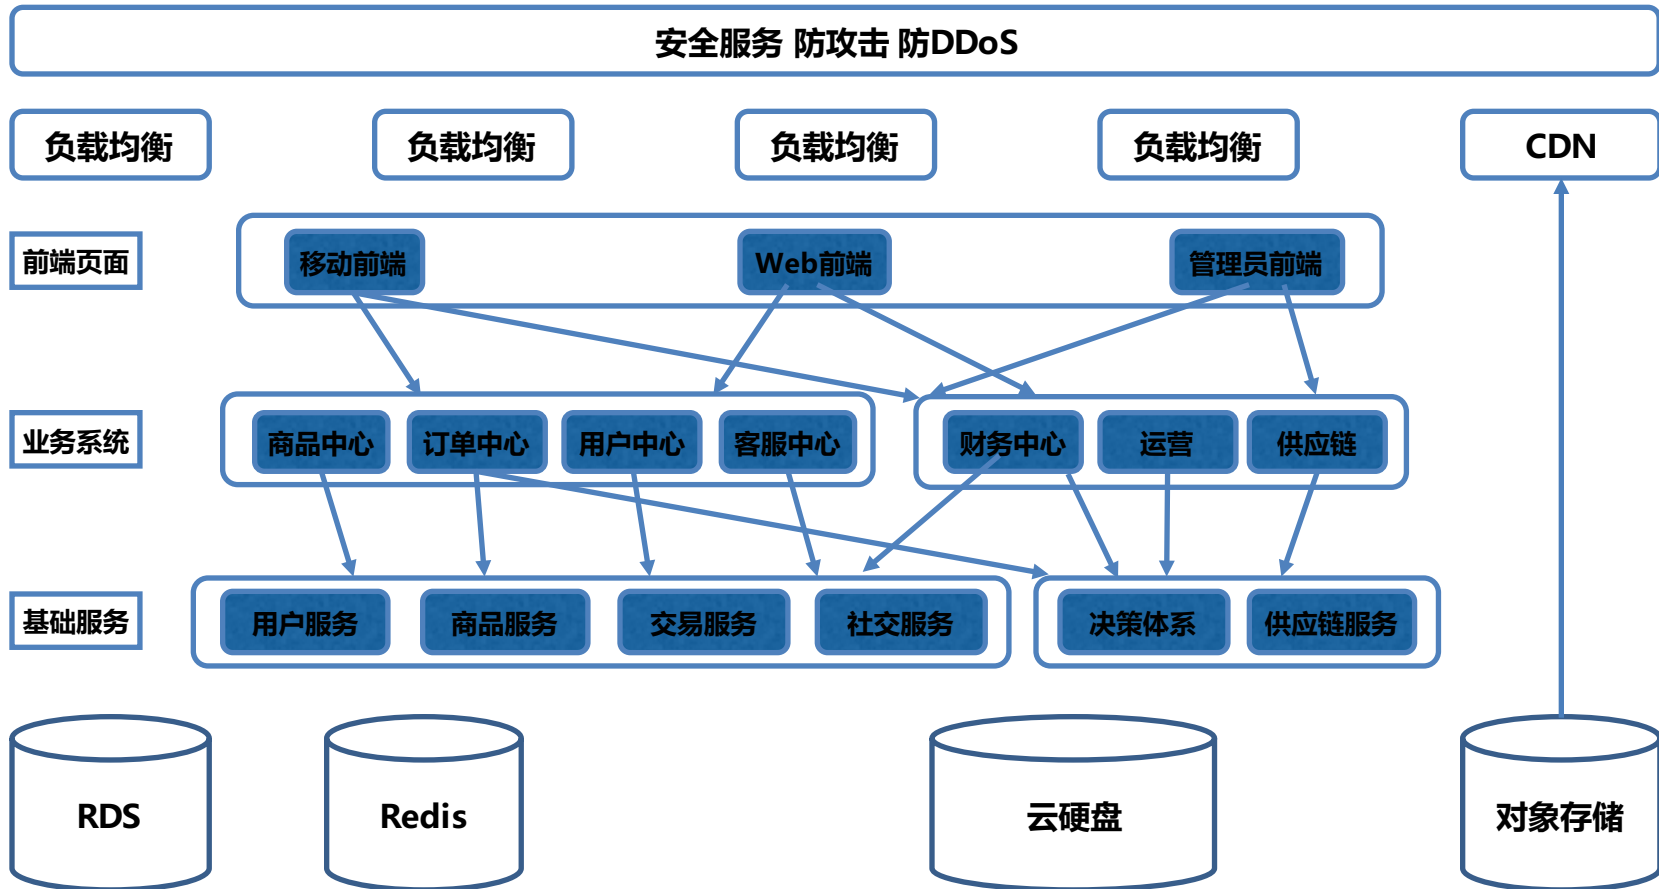 安全服务 防攻击 防DDoS
负载均衡
负载均衡
负载均衡
负载均衡
CDN
前端页面
移动前端
Web前端
管理员前端
业务系统
商品中心
订单中心
用户中心
客服中心
财务中心
运营
供应链
基础服务
用户服务
商品服务
交易服务
社交服务
决策体系
供应链服务
RDS
Redis
云硬盘
对象存储